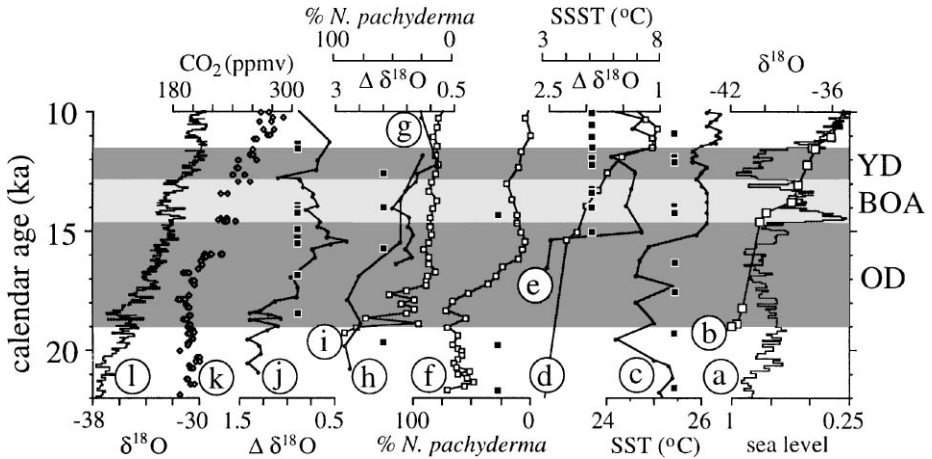 % N. pachyderma
100 0
SSST (°C)
3 8
CO₂ (ppmv)
180 300
Δ δ¹⁸O
3 0.5
Δ δ¹⁸O
2.5 1
δ¹⁸O
-42 -36
calendar age (ka)
10
15
20
YD
BOA
OD
g
e
i
b
l
k
j
h
f
d
c
a
-38 -30
δ¹⁸O
1.5 0.5
Δ δ¹⁸O
100 0
% N. pachyderma
24 26
SST (°C)
1 0.25
sea level